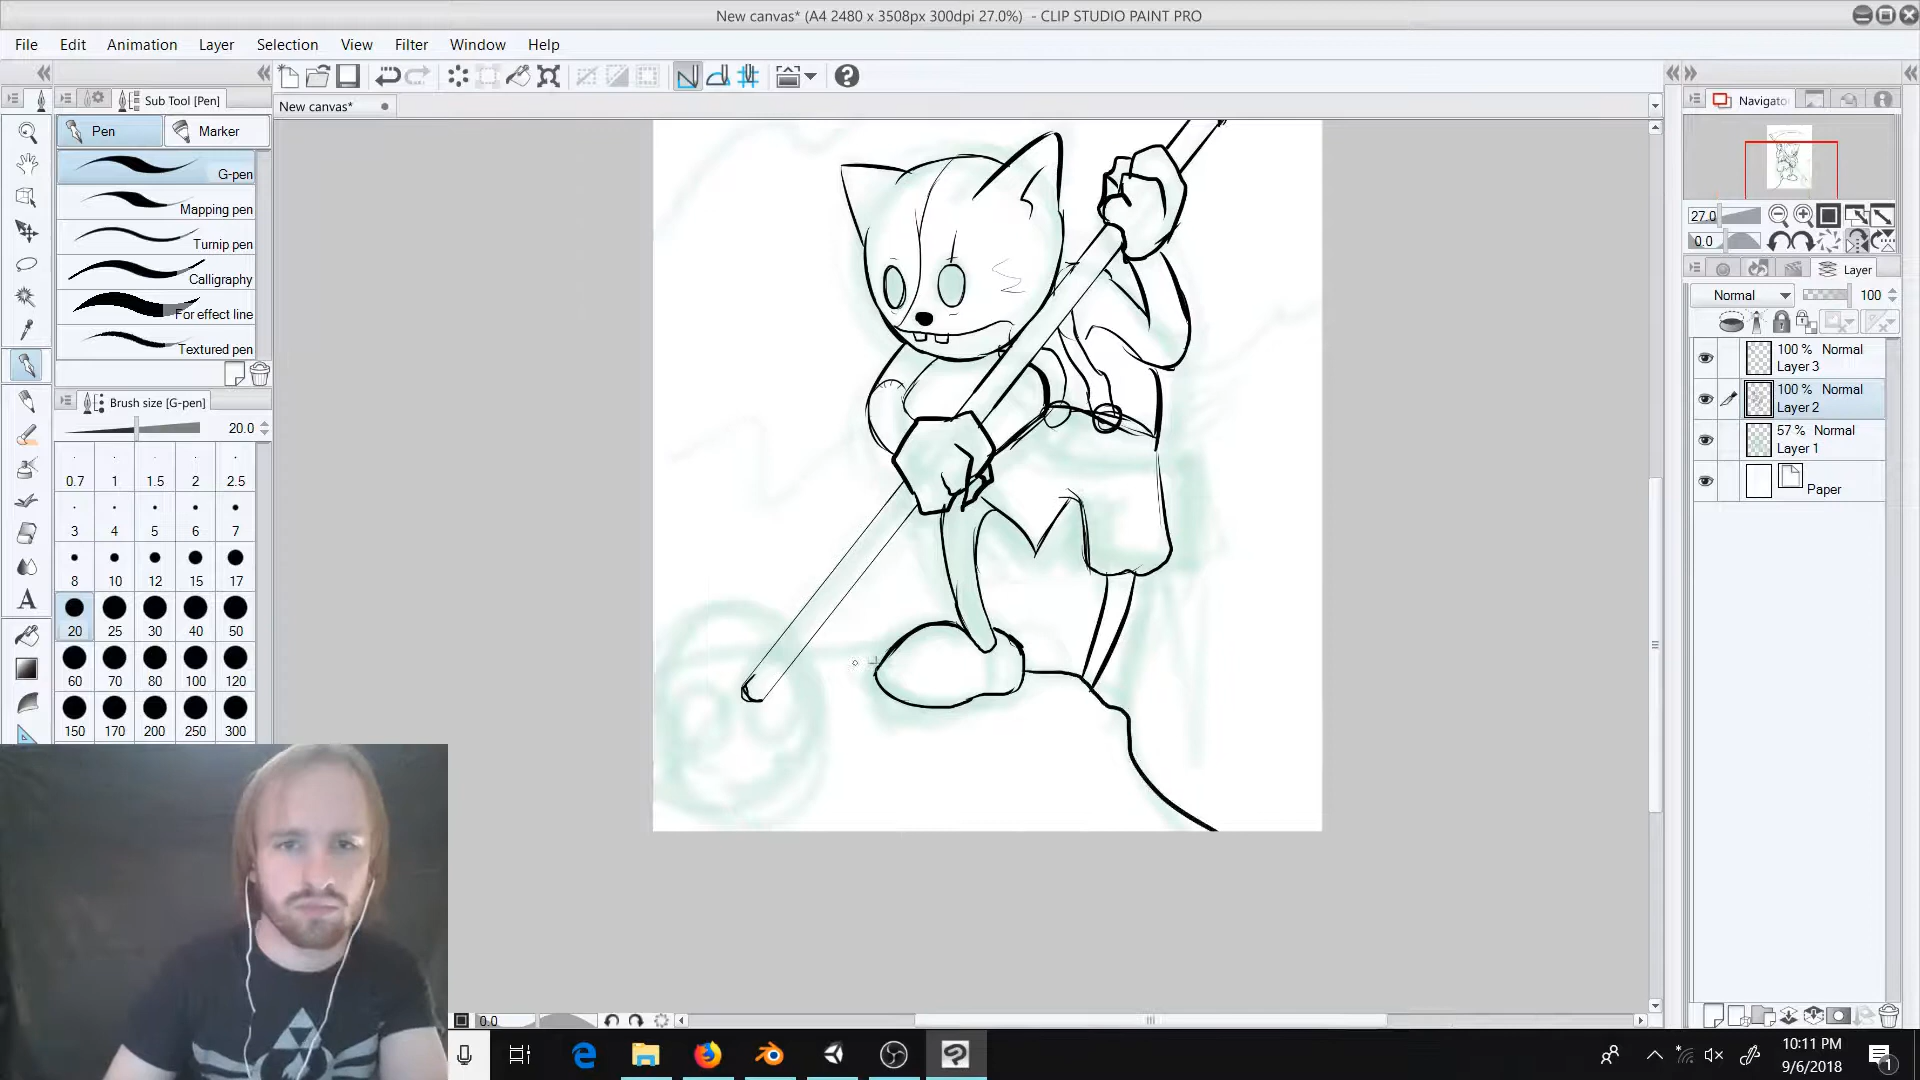 New canvas* (A4 2480 x 3508px 300dpi 27.0%) - CLIP STUDIO PAINT PRO
File Edit Animation Layer Selection View Filter Window Help
Sub Tool [Pen]
New canvas*
Navigator
Pen Marker
G-pen
Mapping pen
Turnip pen
Calligraphy
For effect line
Textured pen
Brush size [G-pen]
20.0
0.7 1 1.5 2 2.5
3 4 5 6 7
8 10 12 15 17
20 25 30 40 50
60 70 80 100 120
150 170 200 250 300
27.0
0.0
Layer
Normal 100
100 % Normal
Layer 3
100 % Normal
Layer 2
57 % Normal
Layer 1
Paper
0.0
10:11 PM
9/6/2018
1